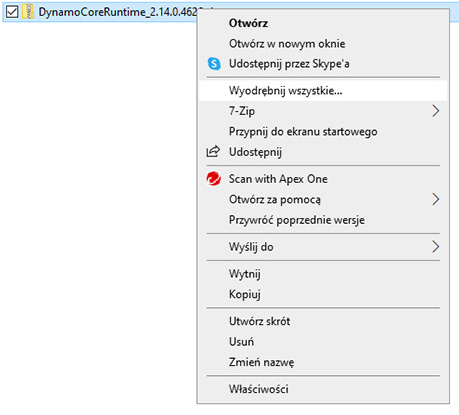 DynamoCoreRuntime_2.14.0.462
Otwórz
Otwórz w nowym oknie
Udostępnij przez Skype'a
Wyodrębnij wszystkie...
7-Zip
Przypnij do ekranu startowego
Udostępnij
Scan with Apex One
Otwórz za pomocą
Przywróć poprzednie wersje
Wyślij do
Wytnij
Kopiuj
Utwórz skrót
Usuń
Zmień nazwę
Właściwości